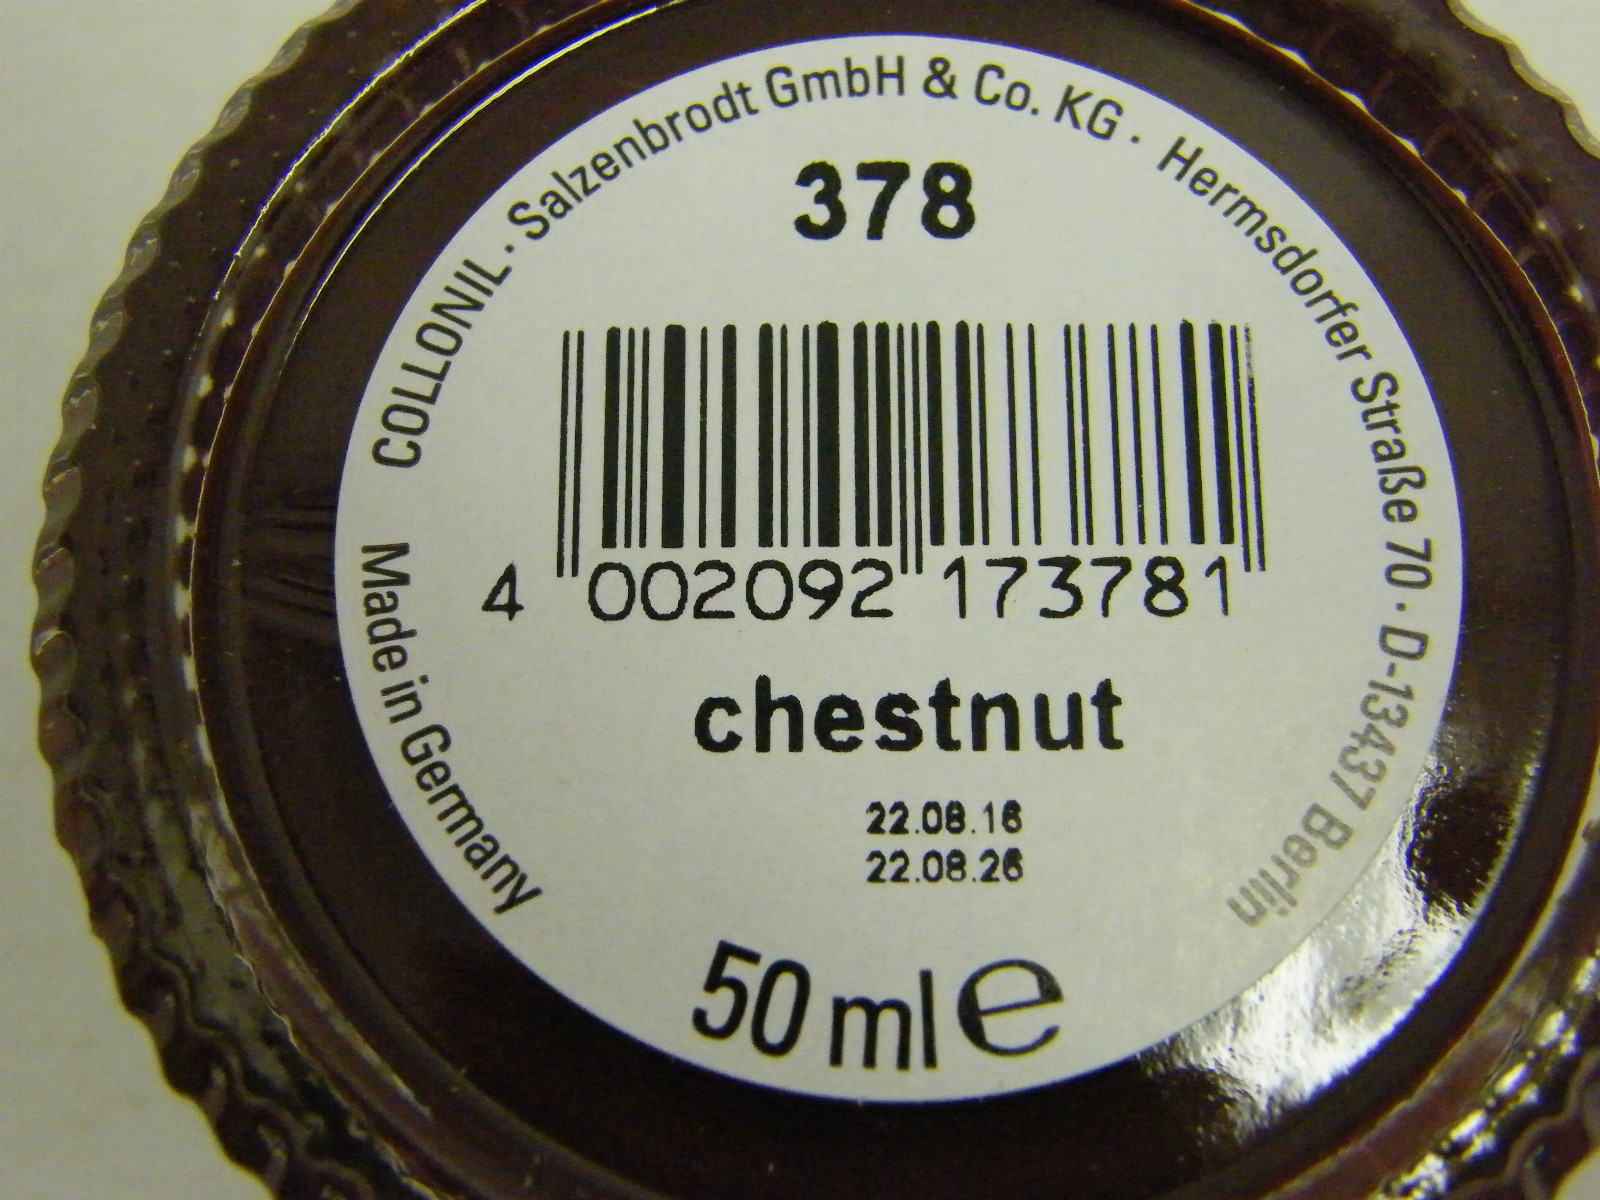 COLLONIL · Salzenbrodt GmbH & Co. KG · Hermsdorfer Straße 70 · D-13437 Berlin
378
4 002092 173781
chestnut
22.08.16
22.08.26
Made in Germany
50 ml e